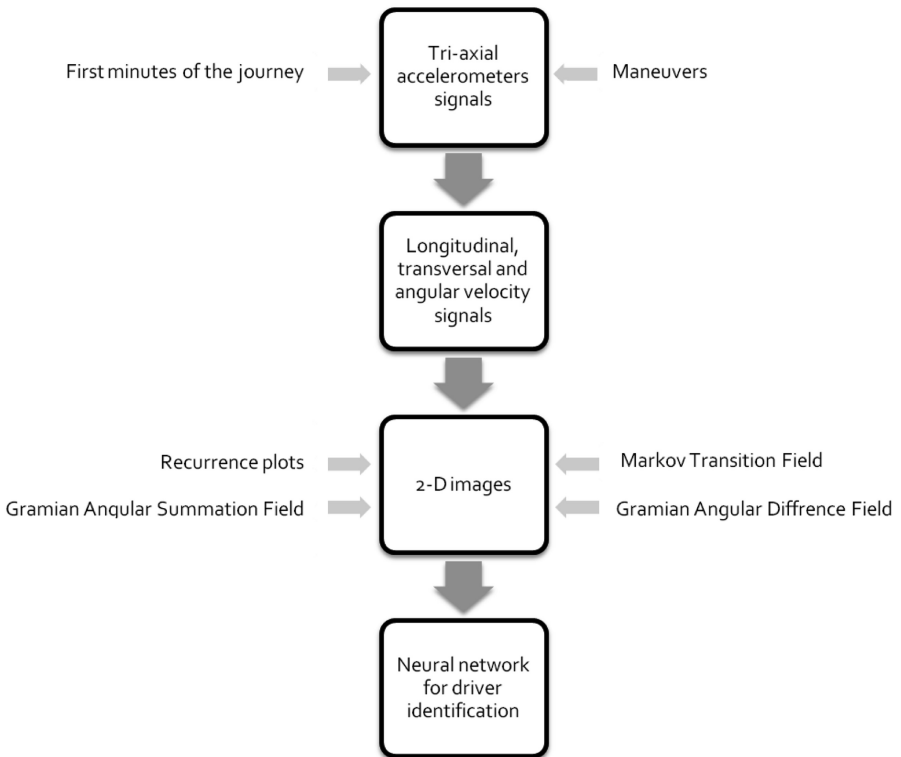 First minutes of the journey
Tri-axial
accelerometers
signals
Maneuvers
Longitudinal,
transversal and
angular velocity
signals
Recurrence plots
Gramian Angular Summation Field
2-D images
Markov Transition Field
Gramian Angular Diffrence Field
Neural network
for driver
identification